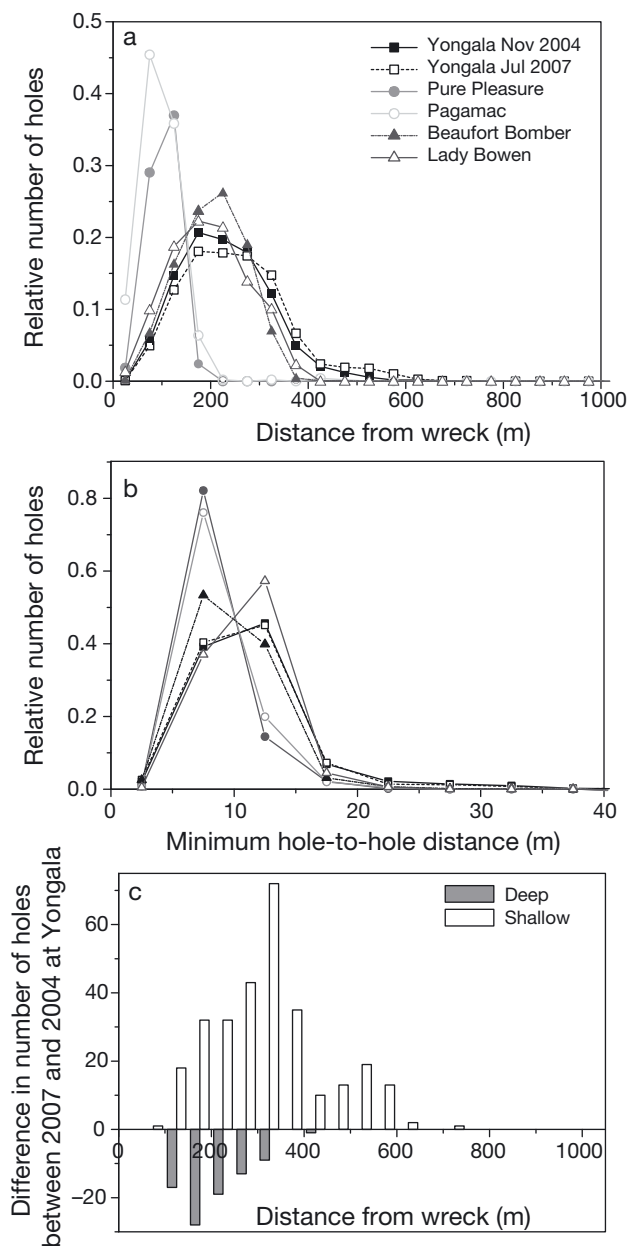 a
0.5
0.4
0.3
0.2
0.1
0.0
Relative number of holes
Yongala Nov 2004
Yongala Jul 2007
Pure Pleasure
Pagamac
Beaufort Bomber
Lady Bowen
0 200 400 600 800 1000
Distance from wreck (m)
b
0.8
0.6
0.4
0.2
0.0
Relative number of holes
0 10 20 30 40
Minimum hole-to-hole distance (m)
c
60
40
20
0
–20
Difference in number of holes
between 2007 and 2004 at Yongala
Deep
Shallow
0 200 400 600 800 1000
Distance from wreck (m)